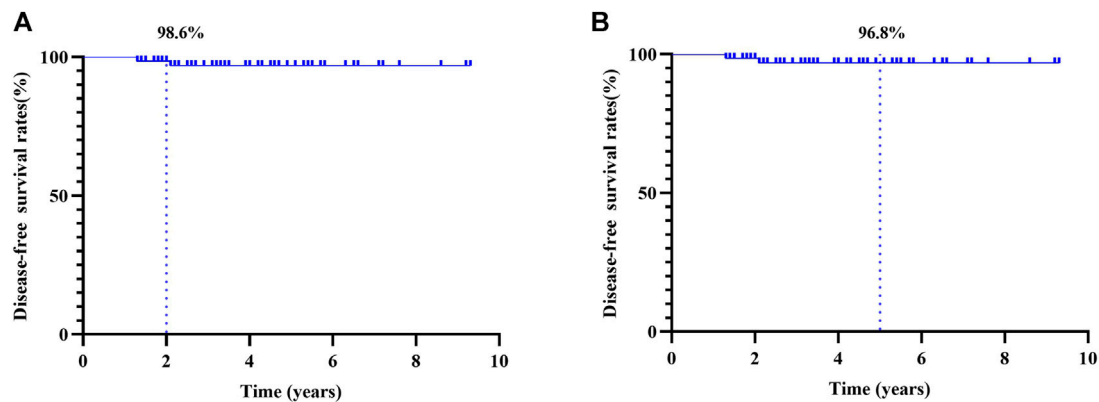 A
98.6%
Disease-free survival rates(%)
100
50
0
0 2 4 6 8 10
Time (years)
B
96.8%
Disease-free survival rates(%)
100
50
0
0 2 4 6 8 10
Time (years)